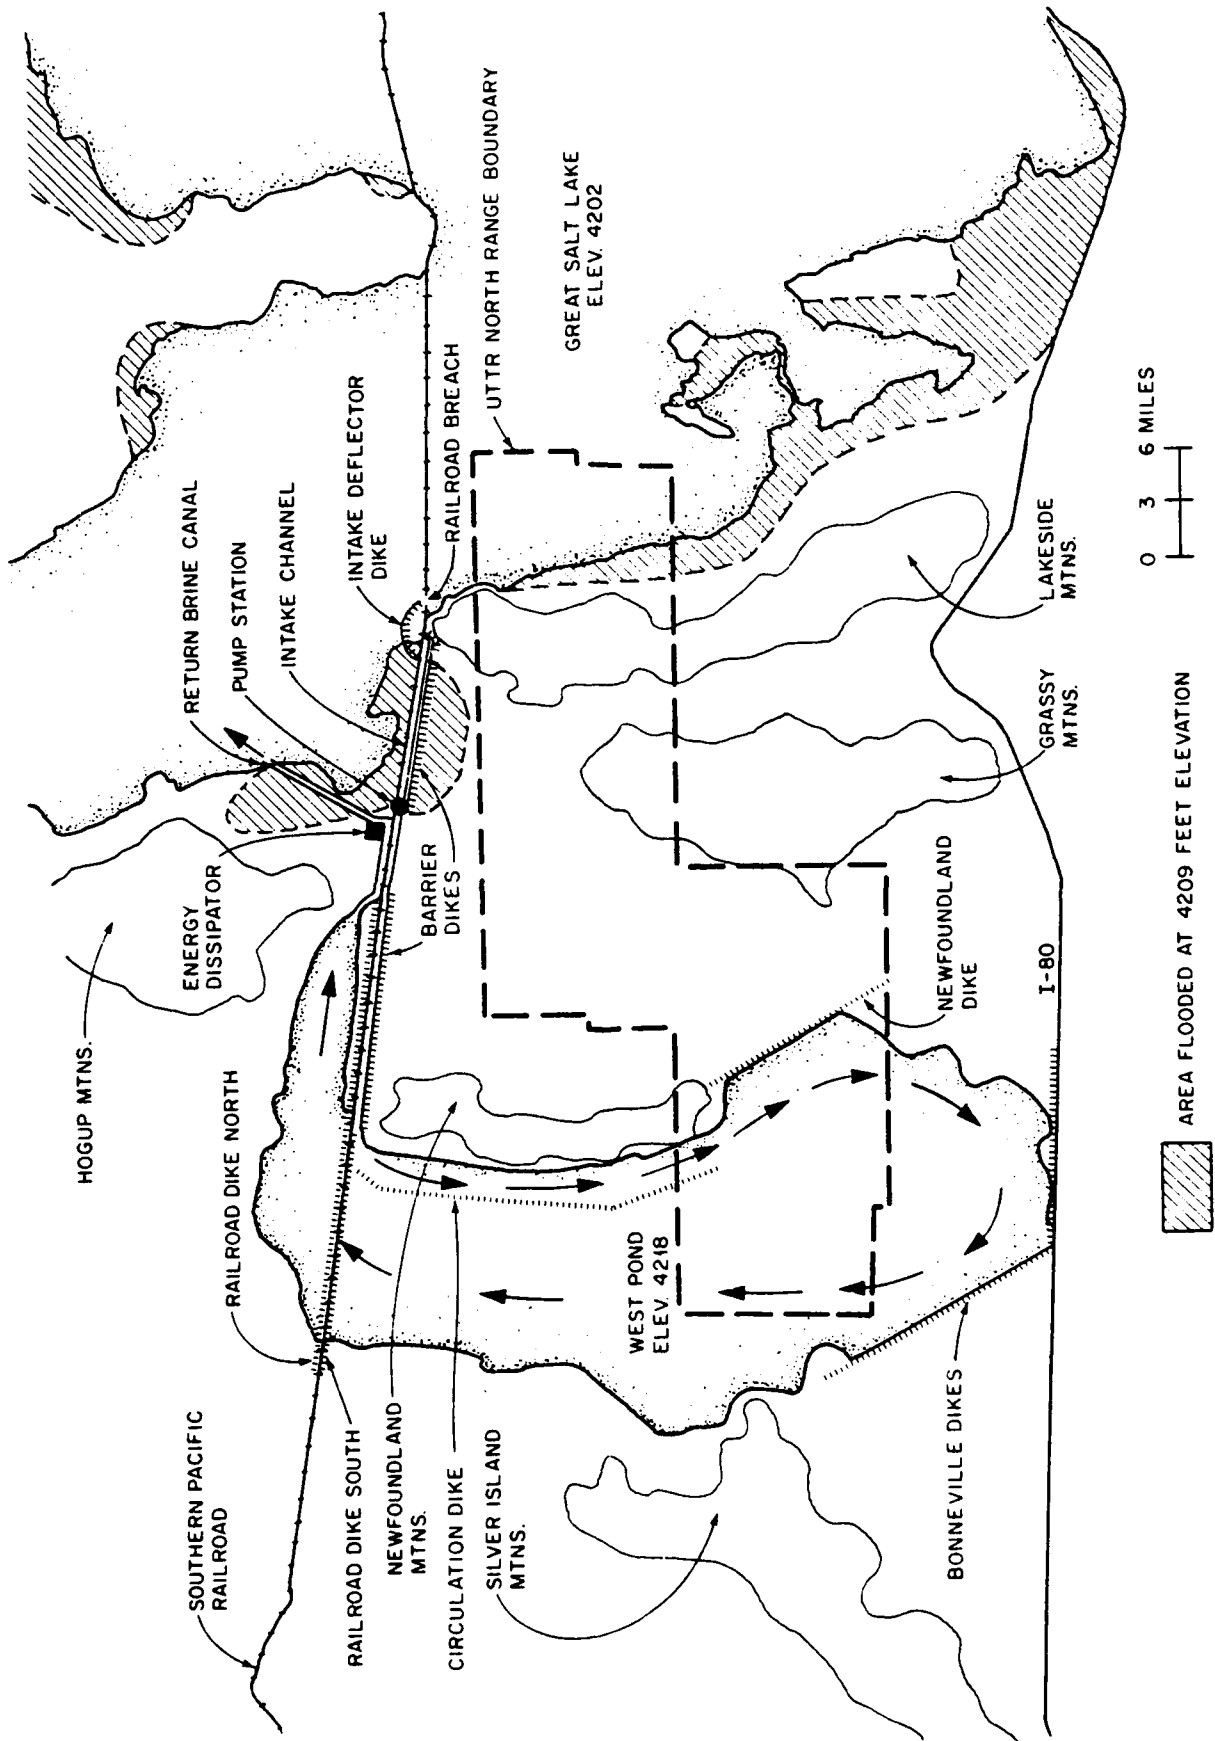 SOUTHERN PACIFIC
RAILROAD
HOGUP MTNS.
RAILROAD DIKE NORTH
ENERGY
DISSIPATOR
RETURN BRINE CANAL
PUMP STATION
INTAKE CHANNEL
INTAKE DEFLECTOR
DIKE
RAILROAD BREACH
UTTR NORTH RANGE BOUNDARY
GREAT SALT LAKE
ELEV. 4202
RAILROAD DIKE SOUTH
NEWFOUNDLAND
MTNS.
CIRCULATION DIKE
SILVER ISLAND
MTNS.
BARRIER
DIKES
WEST POND
ELEV. 4218
NEWFOUNDLAND
DIKE
BONNEVILLE DIKES
I-80
GRASSY
MTNS.
LAKESIDE
MTNS.
0 3 6 MILES
AREA FLOODED AT 4209 FEET ELEVATION